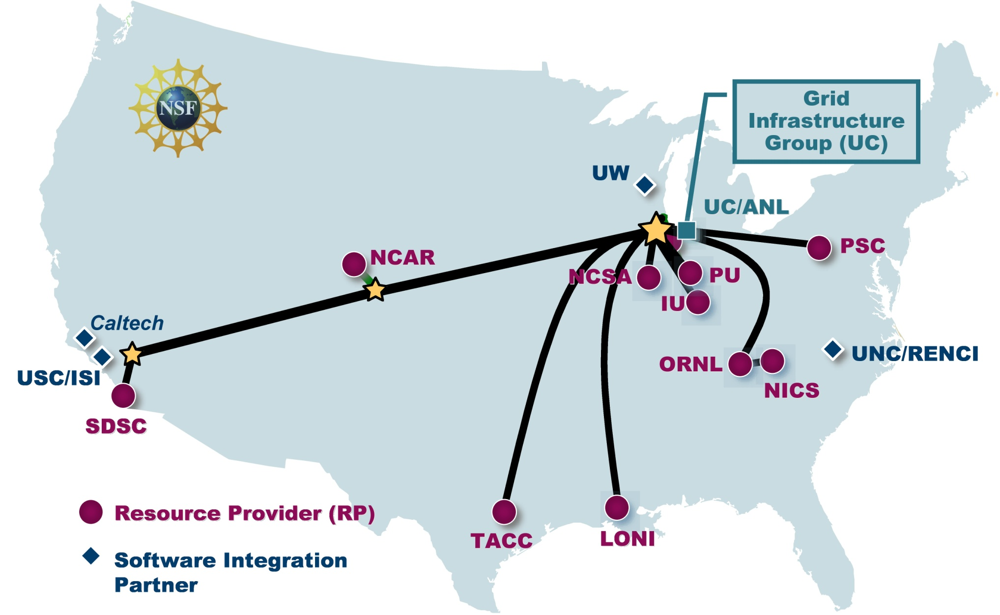 NSF
Grid
Infrastructure
Group (UC)
UW
UC/ANL
NCAR
PSC
NCSA
PU
IU
Caltech
USC/ISI
SDSC
ORNL
NICS
UNC/RENCI
TACC
LONI
Resource Provider (RP)
Software Integration
Partner